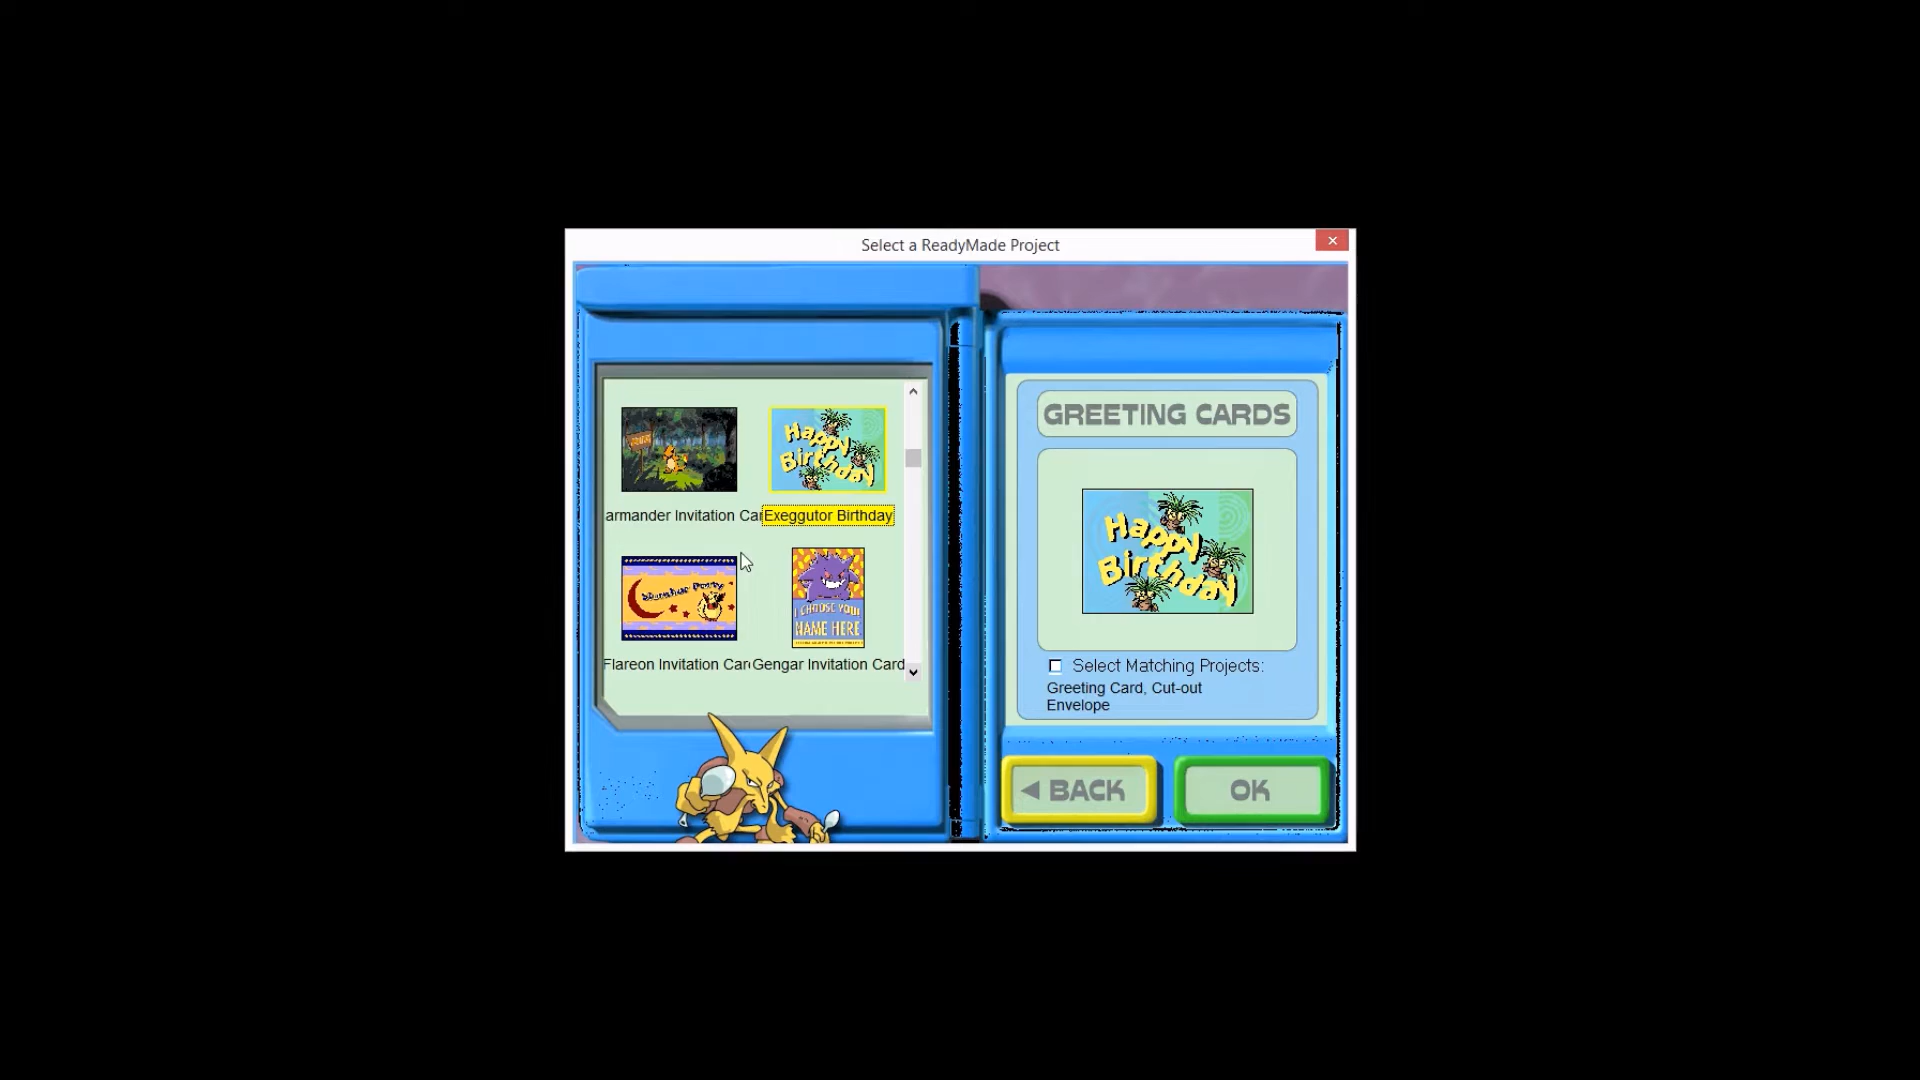 Select a ReadyMade Project
Happy
Birthday
armander Invitation Car
Exeggutor Birthday
Slumber Party
I CHOOSE YOU!
NAME HERE
Flareon Invitation Card
Gengar Invitation Card
GREETING CARDS
Happy
Birthday
Select Matching Projects:
Greeting Card, Cut-out
Envelope
BACK
OK